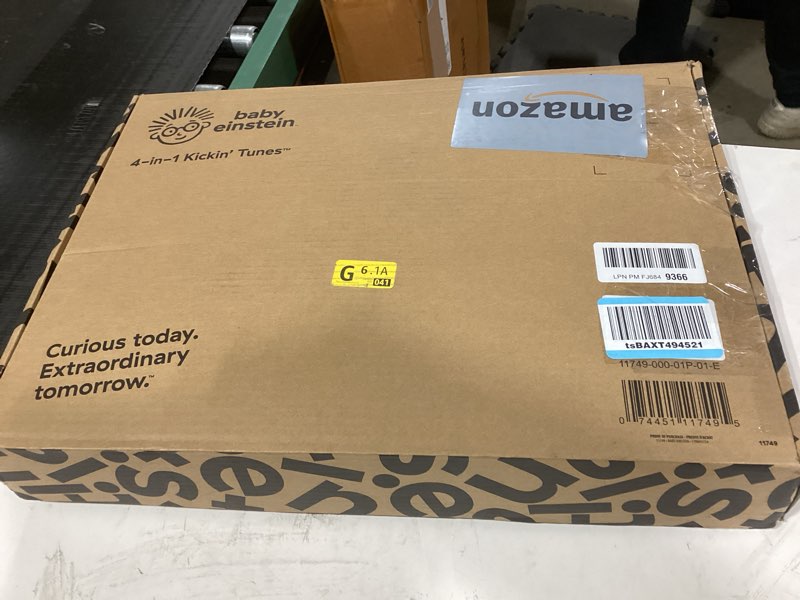 baby
einstein
4-in-1 Kickin' Tunes™
amazon
G 6.1A
041
LPN PM FJ684 9366
tsBAXT494521
11749-000-01P-01-E
0 74451 11749 5
11749
Curious today.
Extraordinary
tomorrow.™